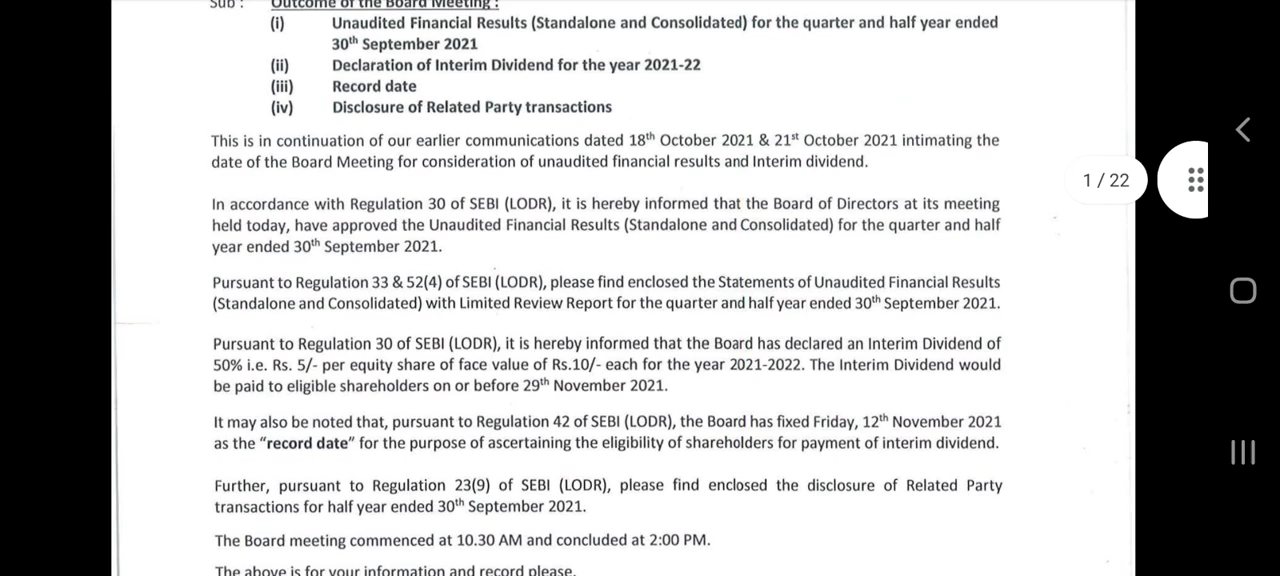 Sub : Outcome of the Board Meeting :
(i) Unaudited Financial Results (Standalone and Consolidated) for the quarter and half year ended
30th September 2021
(ii) Declaration of Interim Dividend for the year 2021-22
(iii) Record date
(iv) Disclosure of Related Party transactions
This is in continuation of our earlier communications dated 18th October 2021 & 21st October 2021 intimating the
date of the Board Meeting for consideration of unaudited financial results and Interim dividend.
In accordance with Regulation 30 of SEBI (LODR), it is hereby informed that the Board of Directors at its meeting
held today, have approved the Unaudited Financial Results (Standalone and Consolidated) for the quarter and half
year ended 30th September 2021.
Pursuant to Regulation 33 & 52(4) of SEBI (LODR), please find enclosed the Statements of Unaudited Financial Results
(Standalone and Consolidated) with Limited Review Report for the quarter and half year ended 30th September 2021.
Pursuant to Regulation 30 of SEBI (LODR), it is hereby informed that the Board has declared an Interim Dividend of
50% i.e. Rs. 5/- per equity share of face value of Rs.10/- each for the year 2021-2022. The Interim Dividend would
be paid to eligible shareholders on or before 29th November 2021.
It may also be noted that, pursuant to Regulation 42 of SEBI (LODR), the Board has fixed Friday, 12th November 2021
as the "record date" for the purpose of ascertaining the eligibility of shareholders for payment of interim dividend.
Further, pursuant to Regulation 23(9) of SEBI (LODR), please find enclosed the disclosure of Related Party
transactions for half year ended 30th September 2021.
The Board meeting commenced at 10.30 AM and concluded at 2:00 PM.
The above is for your information and record please.
1 / 22